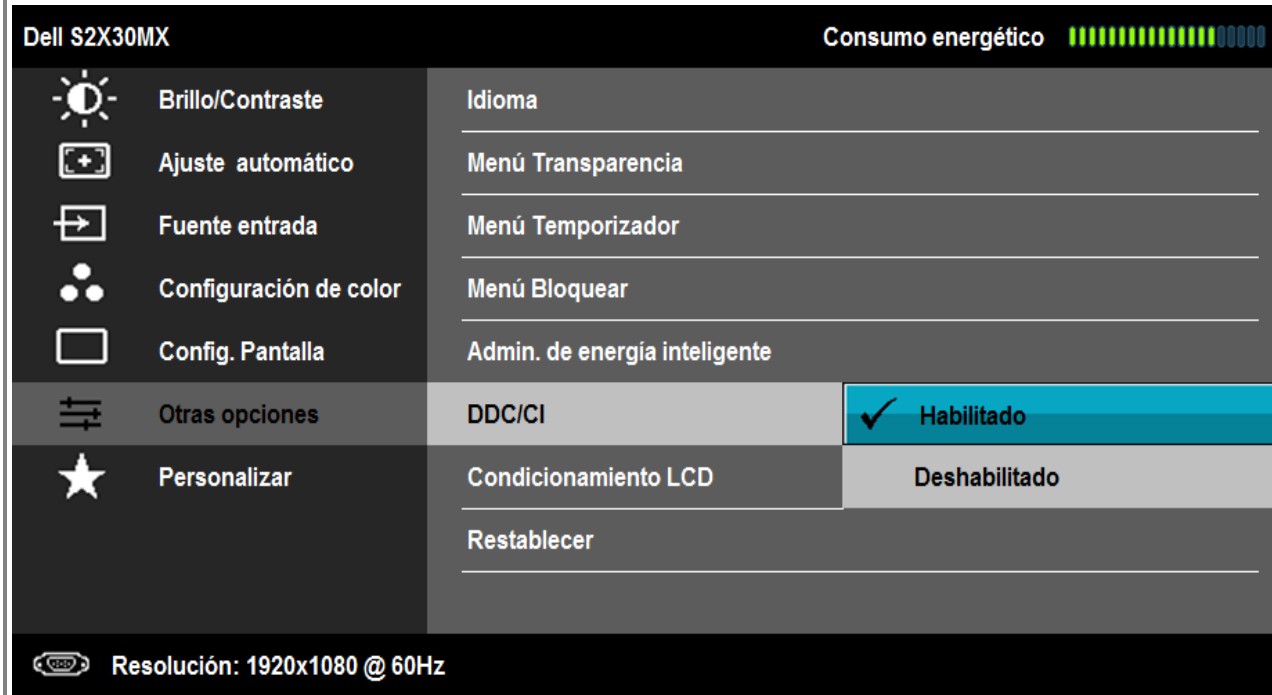 Dell S2X30MX Consumo energético
Brillo/Contraste Idioma
Ajuste automático Menú Transparencia
Fuente entrada Menú Temporizador
Configuración de color Menú Bloquear
Config. Pantalla Admin. de energía inteligente
Otras opciones DDC/CI Habilitado
Personalizar Condicionamiento LCD Deshabilitado
Restablecer
Resolución: 1920x1080 @ 60Hz